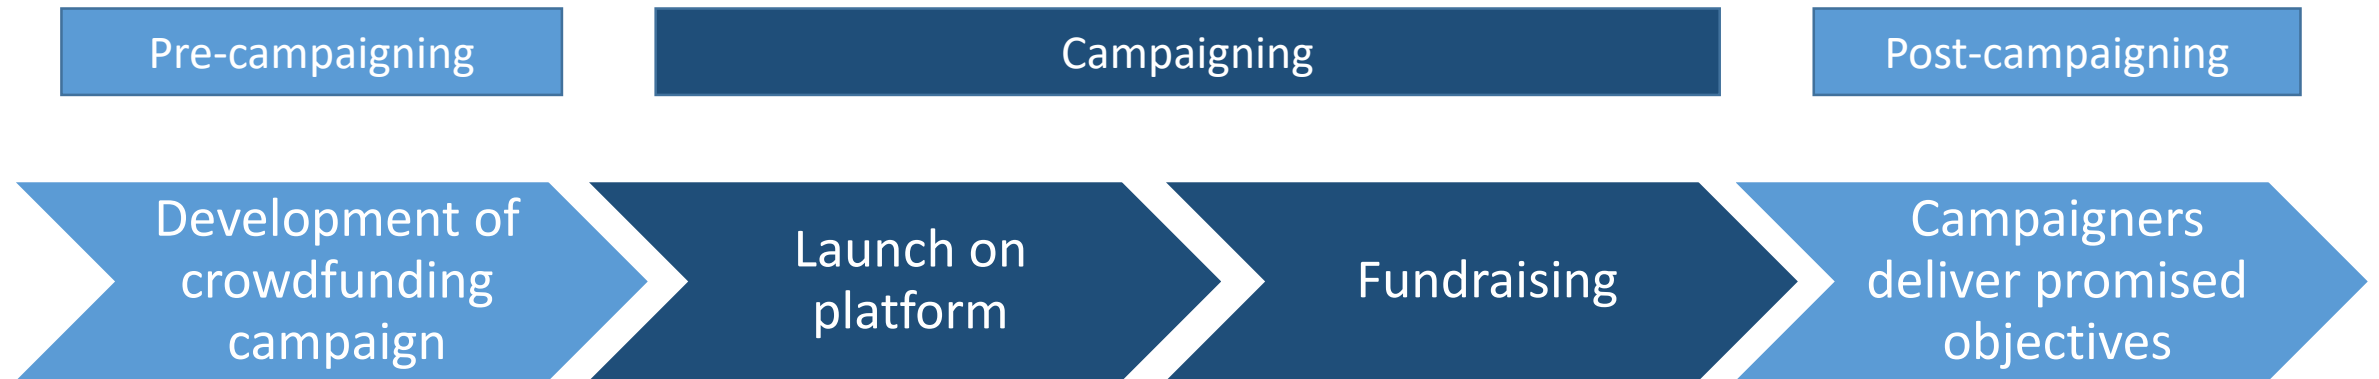 Pre-campaigning
Campaigning
Post-campaigning
Development of
crowdfunding
campaign
Launch on
platform
Fundraising
Campaigners
deliver promised
objectives